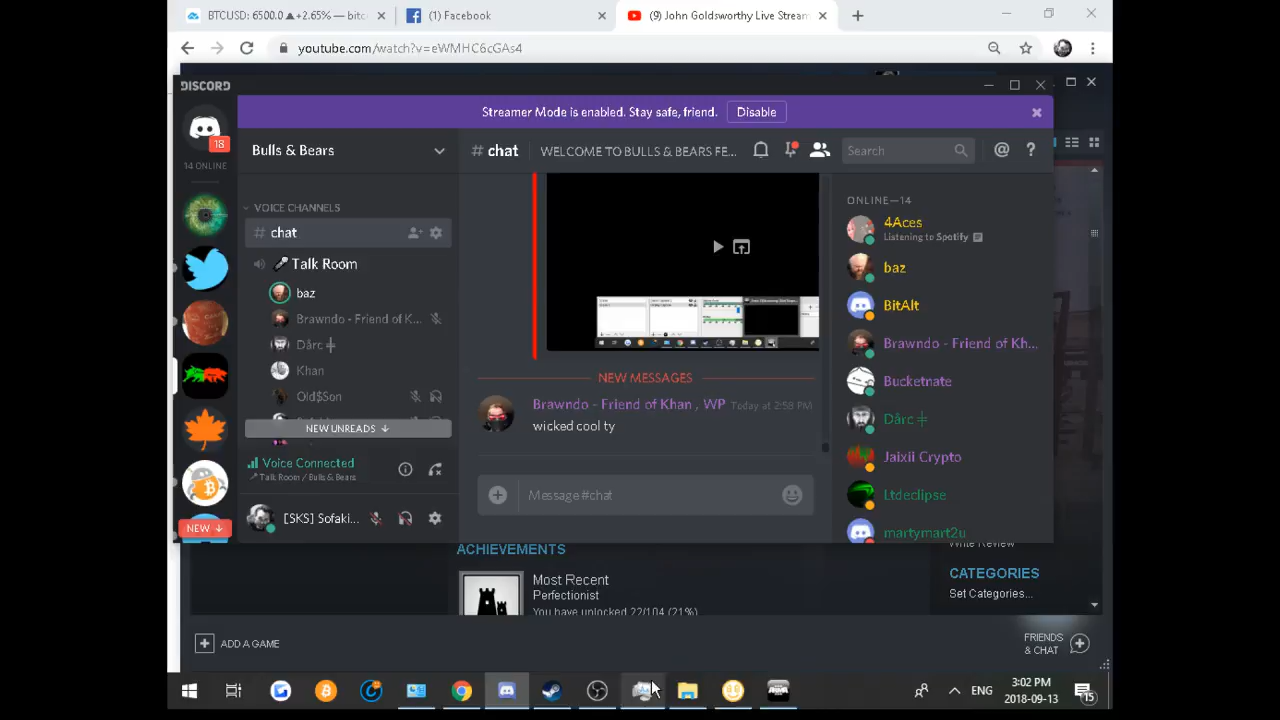 BTCUSD: 6500.0 ▲+2.65% — bitc
(1) Facebook
(9) John Goldsworthy Live Strean
youtube.com/watch?v=eWMHC6cGAs4
DISCORD
Streamer Mode is enabled. Stay safe, friend.
Disable
18
14 ONLINE
Bulls & Bears
# chat
WELCOME TO BULLS & BEARS FE...
Search
VOICE CHANNELS
# chat
Talk Room
baz
Brawndo - Friend of K...
Dârc ╪
Khan
Old$Son
NEW UNREADS ↓
Voice Connected
Talk Room / Bulls & Bears
[SKS] Sofaki...
NEW ↓
NEW MESSAGES
Brawndo - Friend of Khan , WP Today at 2:58 PM
wicked cool ty
Message #chat
ONLINE—14
4Aces
Listening to Spotify
baz
BitAlt
Brawndo - Friend of Kh...
Bucketnate
Dârc ╪
Jaixii Crypto
Ltdeclipse
martymart2u
Write Review
ACHIEVEMENTS
Most Recent
Perfectionist
You have unlocked 22/104 (21%)
CATEGORIES
Set Categories...
ADD A GAME
FRIENDS
& CHAT
ENG
3:02 PM
2018-09-13
15